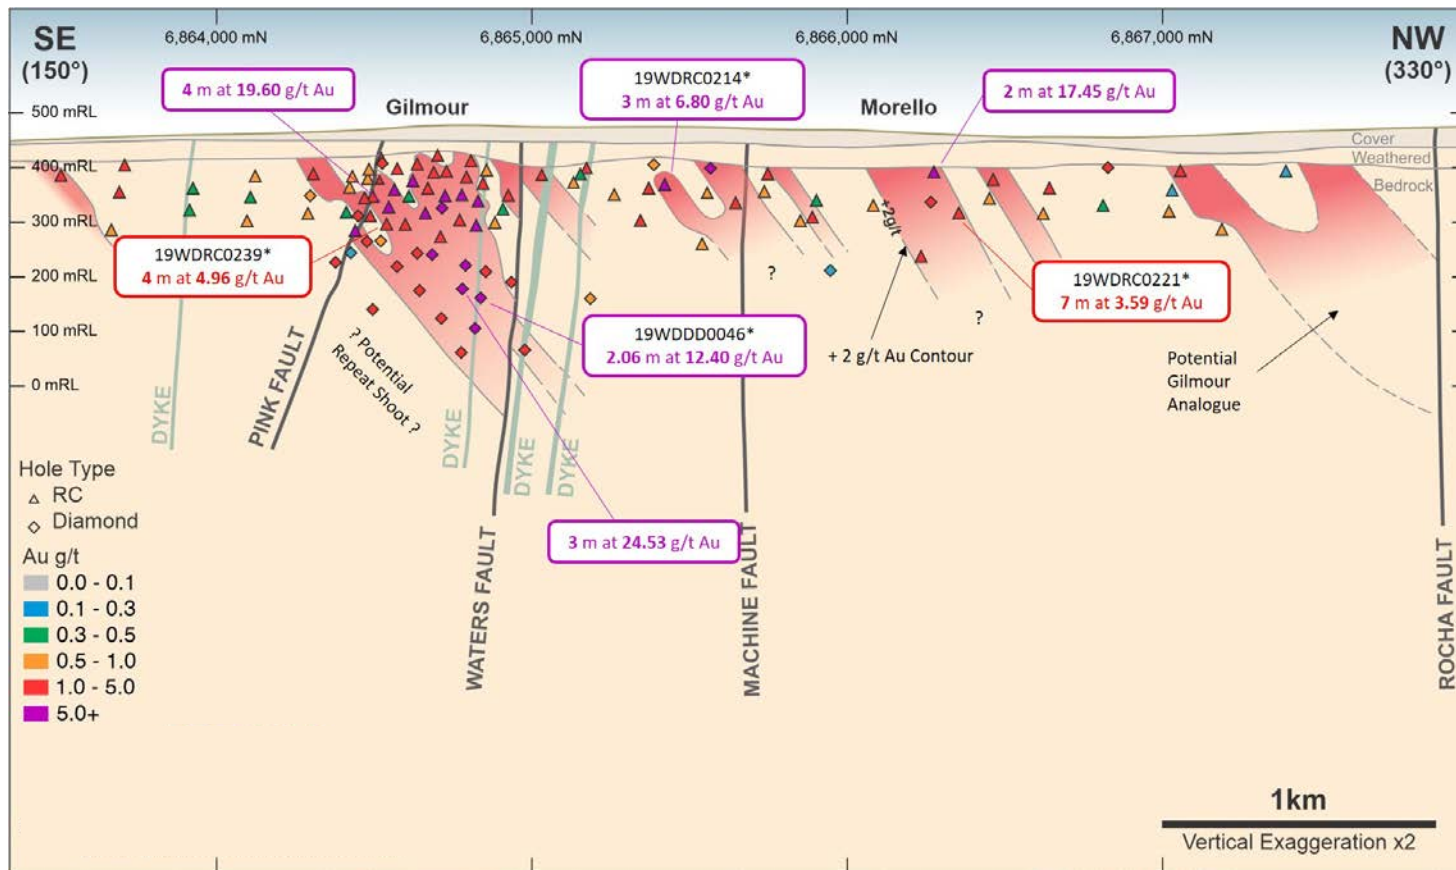 SE
(150°)
6,864,000 mN
6,865,000 mN
6,866,000 mN
6,867,000 mN
NW
(330°)
4 m at 19.60 g/t Au
Gilmour
19WDRC0214*
3 m at 6.80 g/t Au
Morello
2 m at 17.45 g/t Au
500 mRL
400 mRL
300 mRL
200 mRL
100 mRL
0 mRL
Cover
Weathered
Bedrock
+2g/t
19WDRC0239*
4 m at 4.96 g/t Au
19WDRC0221*
7 m at 3.59 g/t Au
?
?
19WDDD0046*
2.06 m at 12.40 g/t Au
+ 2 g/t Au Contour
Potential
Gilmour
Analogue
? Potential
Repeat Shoot ?
DYKE
PINK FAULT
DYKE
DYKE
DYKE
WATERS FAULT
MACHINE FAULT
ROCHA FAULT
3 m at 24.53 g/t Au
Hole Type
RC
Diamond
Au g/t
0.0 - 0.1
0.1 - 0.3
0.3 - 0.5
0.5 - 1.0
1.0 - 5.0
5.0+
1km
Vertical Exaggeration x2